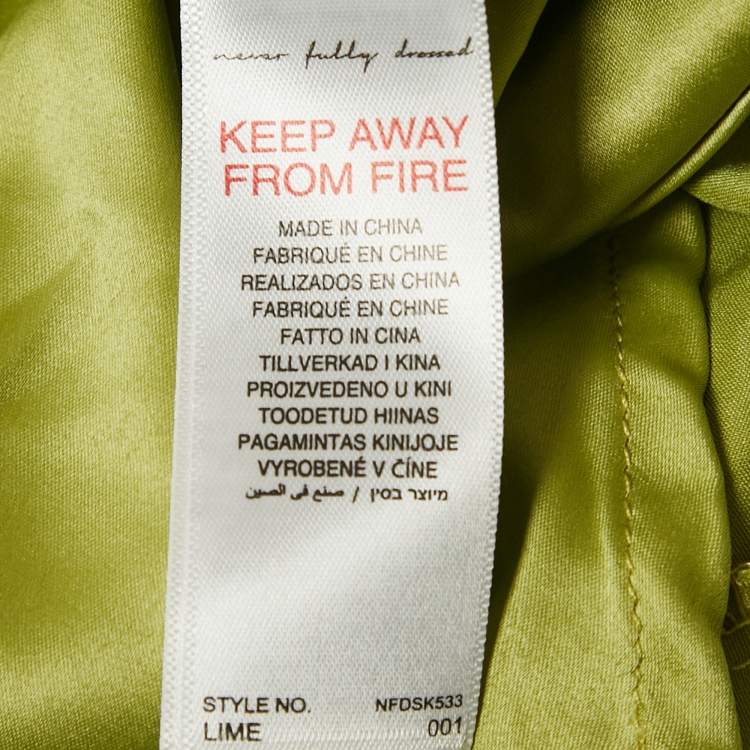 never fully dressed
KEEP AWAY
FROM FIRE
MADE IN CHINA
FABRIQUÉ EN CHINE
REALIZADOS EN CHINA
FABRIQUÉ EN CHINE
FATTO IN CINA
TILLVERKAD I KINA
PROIZVEDENO U KINI
TOODETUD HIINAS
PAGAMINTAS KINIJOJE
VYROBENÉ V ČÍNE
מיוצר בסין / صنع في الصين
STYLE NO. NFDSK533
LIME 001